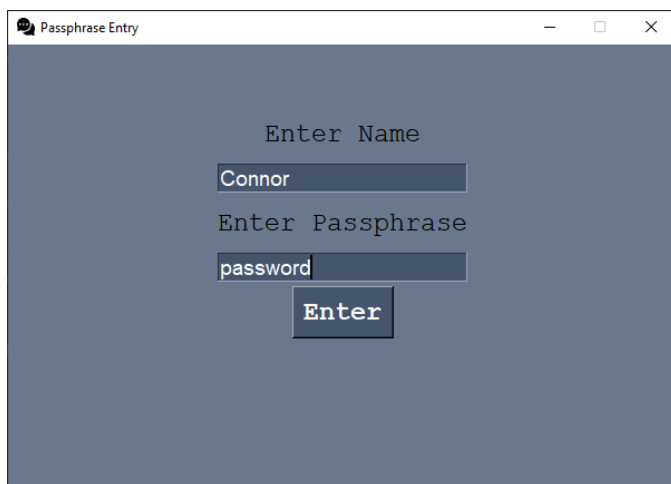 Passphrase Entry
Enter Name
Connor
Enter Passphrase
password
Enter